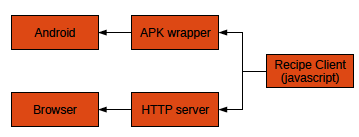 Android
APK wrapper
Recipe Client
(javascript)
Browser
HTTP server